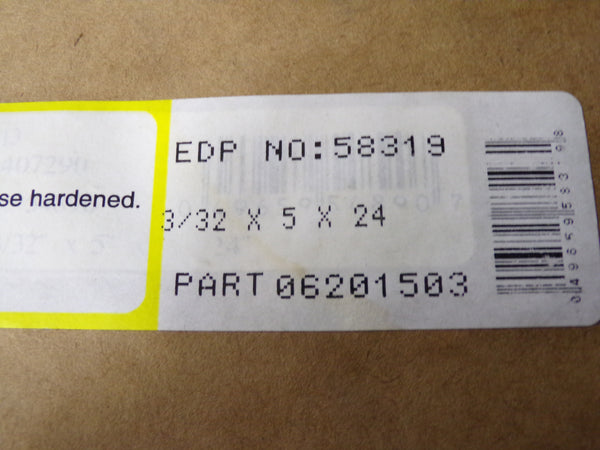 se hardened.
EDP NO:58319
3/32 X 5 X 24
PART 06201503